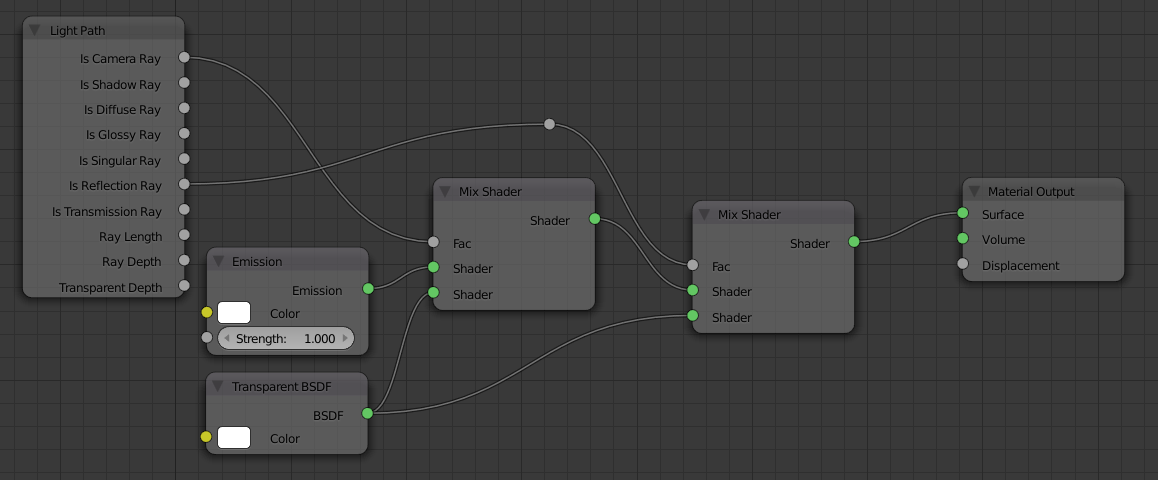 Light Path
Is Camera Ray
Is Shadow Ray
Is Diffuse Ray
Is Glossy Ray
Is Singular Ray
Is Reflection Ray
Is Transmission Ray
Ray Length
Ray Depth
Transparent Depth
Emission
Emission
Color
Strength: 1.000
Transparent BSDF
BSDF
Color
Mix Shader
Shader
Fac
Shader
Shader
Mix Shader
Shader
Fac
Shader
Shader
Material Output
Surface
Volume
Displacement